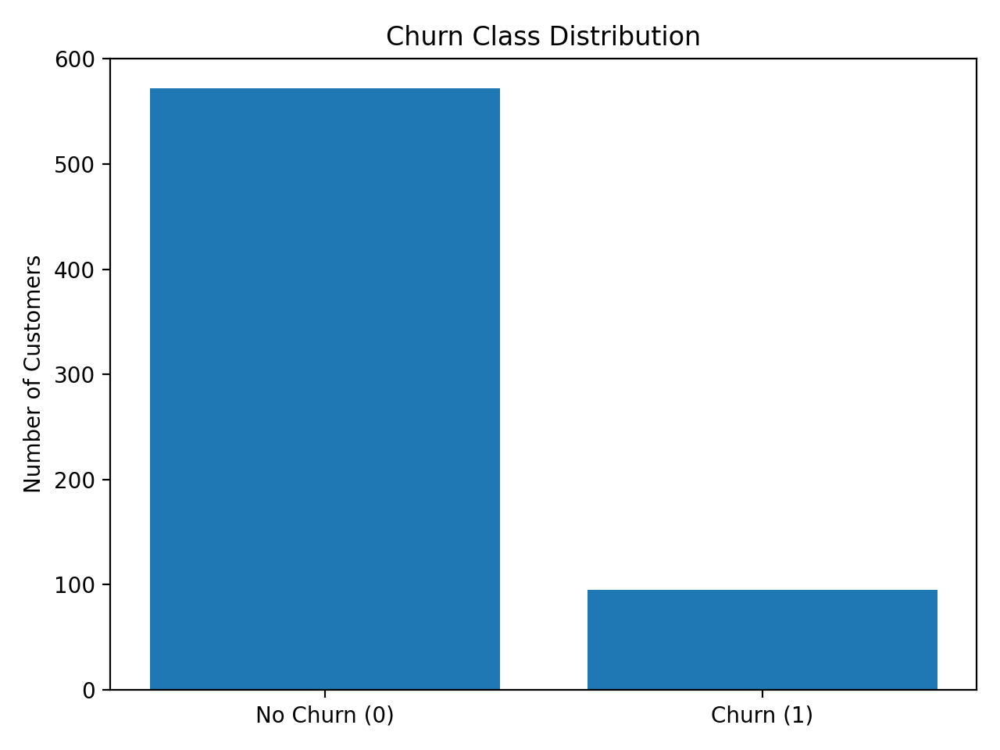 Churn Class Distribution
600
500
400
300
200
100
0
Number of Customers
No Churn (0)
Churn (1)